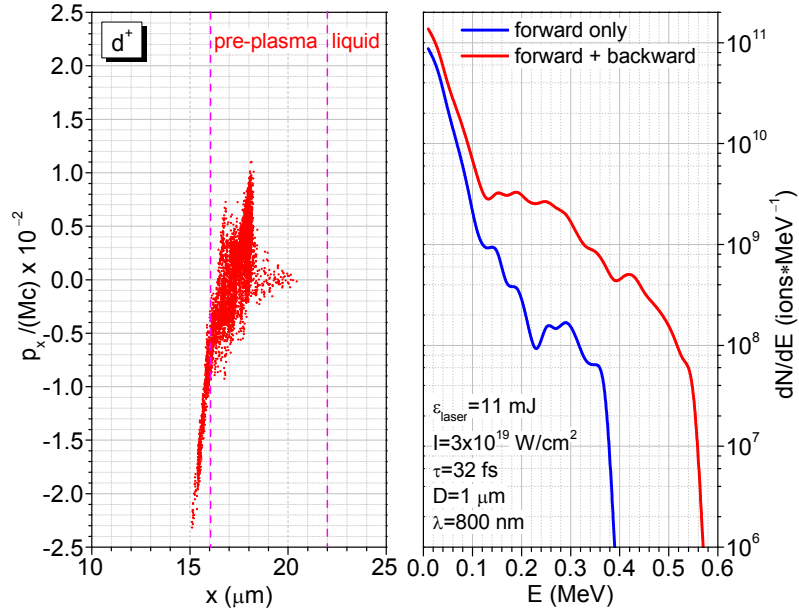 d+
pre-plasma
liquid
2.5
2.0
1.5
1.0
0.5
0.0
-0.5
-1.0
-1.5
-2.0
-2.5
10
15
20
25
x (μm)
p_x/(Mc) x 10^-2
forward only
forward + backward
ε_laser=11 mJ
I=3x10^19 W/cm^2
τ=32 fs
D=1 μm
λ=800 nm
10^11
10^10
10^9
10^8
10^7
10^6
0.0
0.1
0.2
0.3
0.4
0.5
0.6
E (MeV)
dN/dE (ions*MeV^-1)